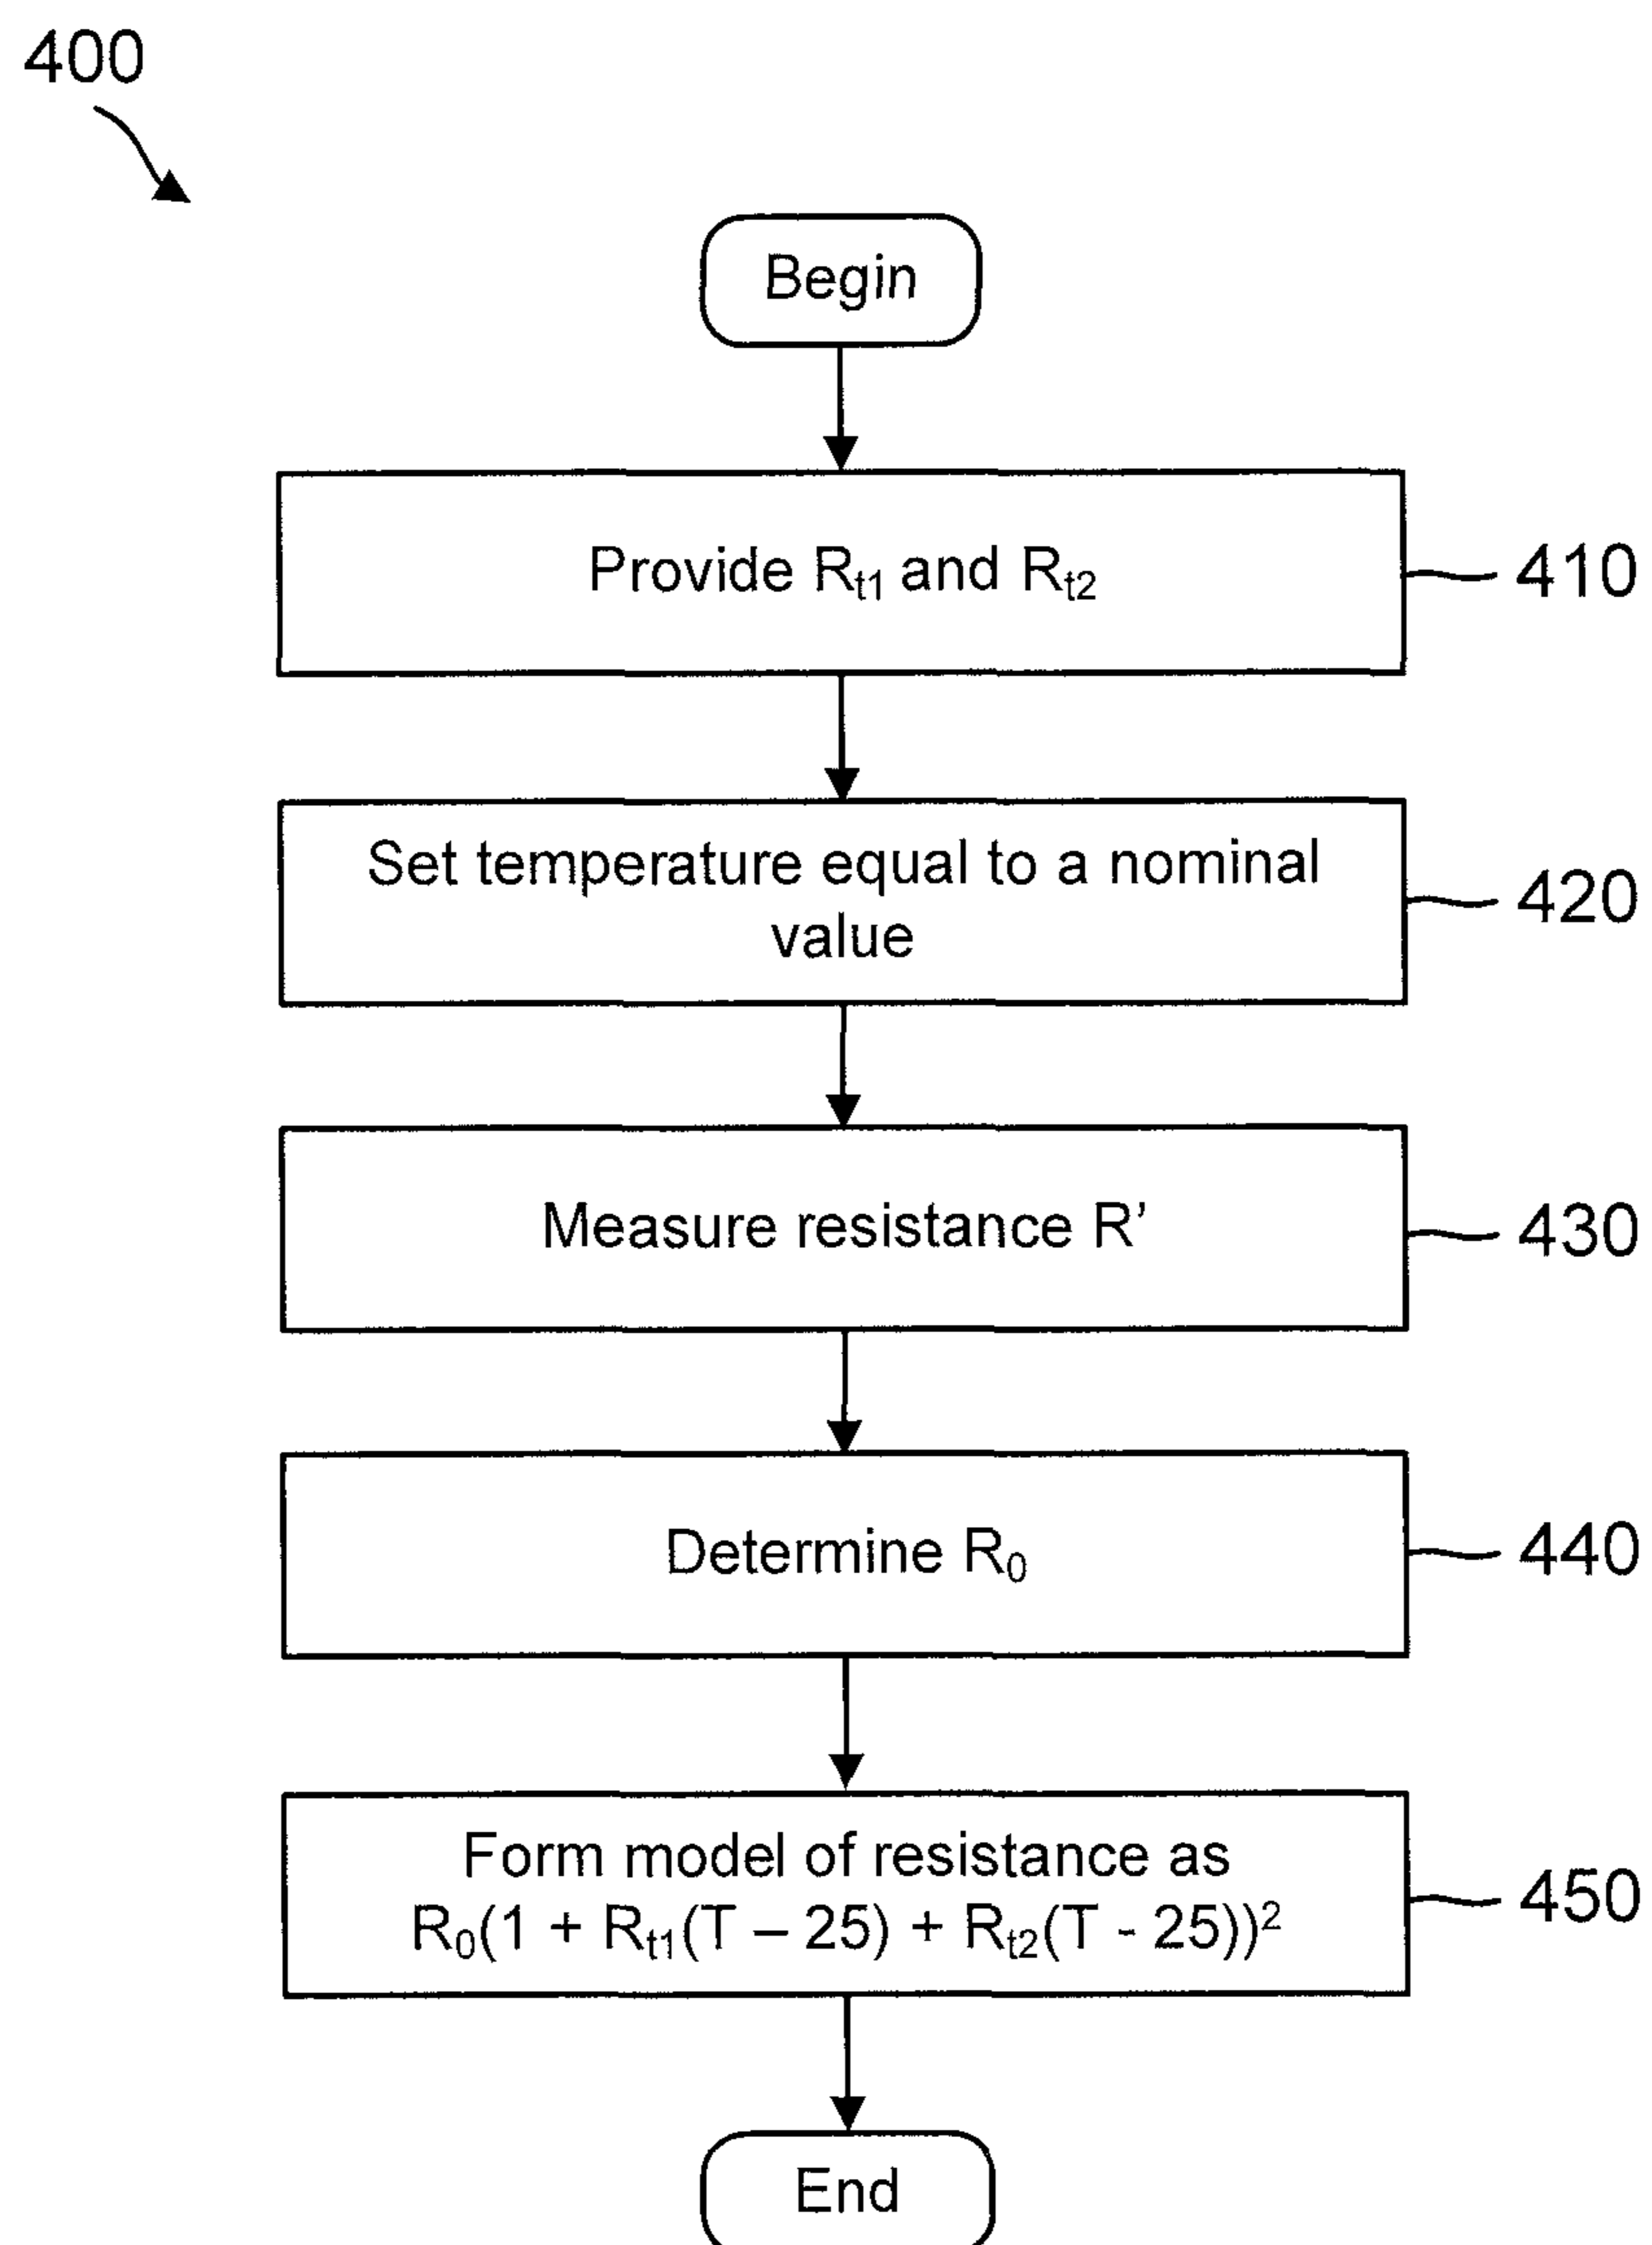 400
Begin
Provide Rt1 and Rt2
410
Set temperature equal to a nominal
value
420
Measure resistance R’
430
Determine R0
440
Form model of resistance as
R0(1 + Rt1(T – 25) + Rt2(T - 25))²
450
End